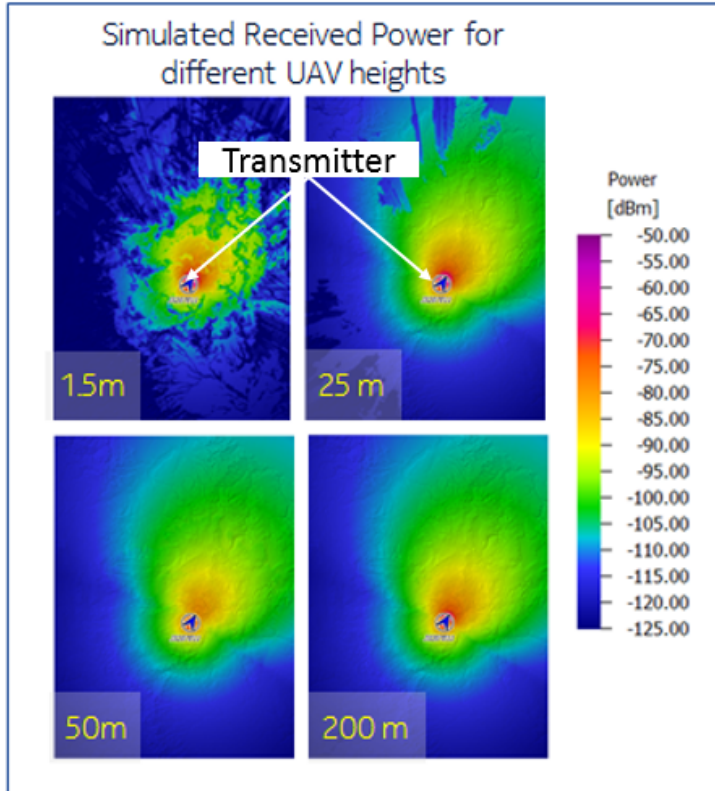 Simulated Received Power for
different UAV heights
Transmitter
1.5m
25 m
50m
200 m
Power
[dBm]
-50.00
-55.00
-60.00
-65.00
-70.00
-75.00
-80.00
-85.00
-90.00
-95.00
-100.00
-105.00
-110.00
-115.00
-120.00
-125.00